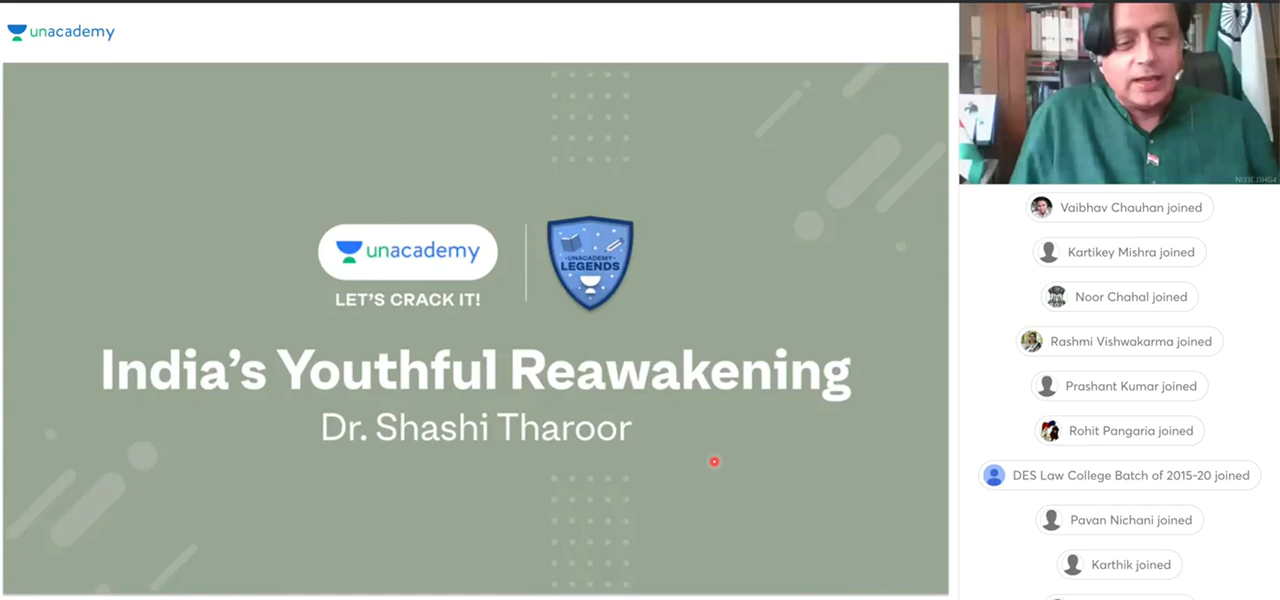 unacademy
unacademy
LET'S CRACK IT!
UNACADEMY
LEGENDS
India's Youthful Reawakening
Dr. Shashi Tharoor
Vaibhav Chauhan joined
Kartikey Mishra joined
Noor Chahal joined
Rashmi Vishwakarma joined
Prashant Kumar joined
Rohit Pangaria joined
DES Law College Batch of 2015-20 joined
Pavan Nichani joined
Karthik joined